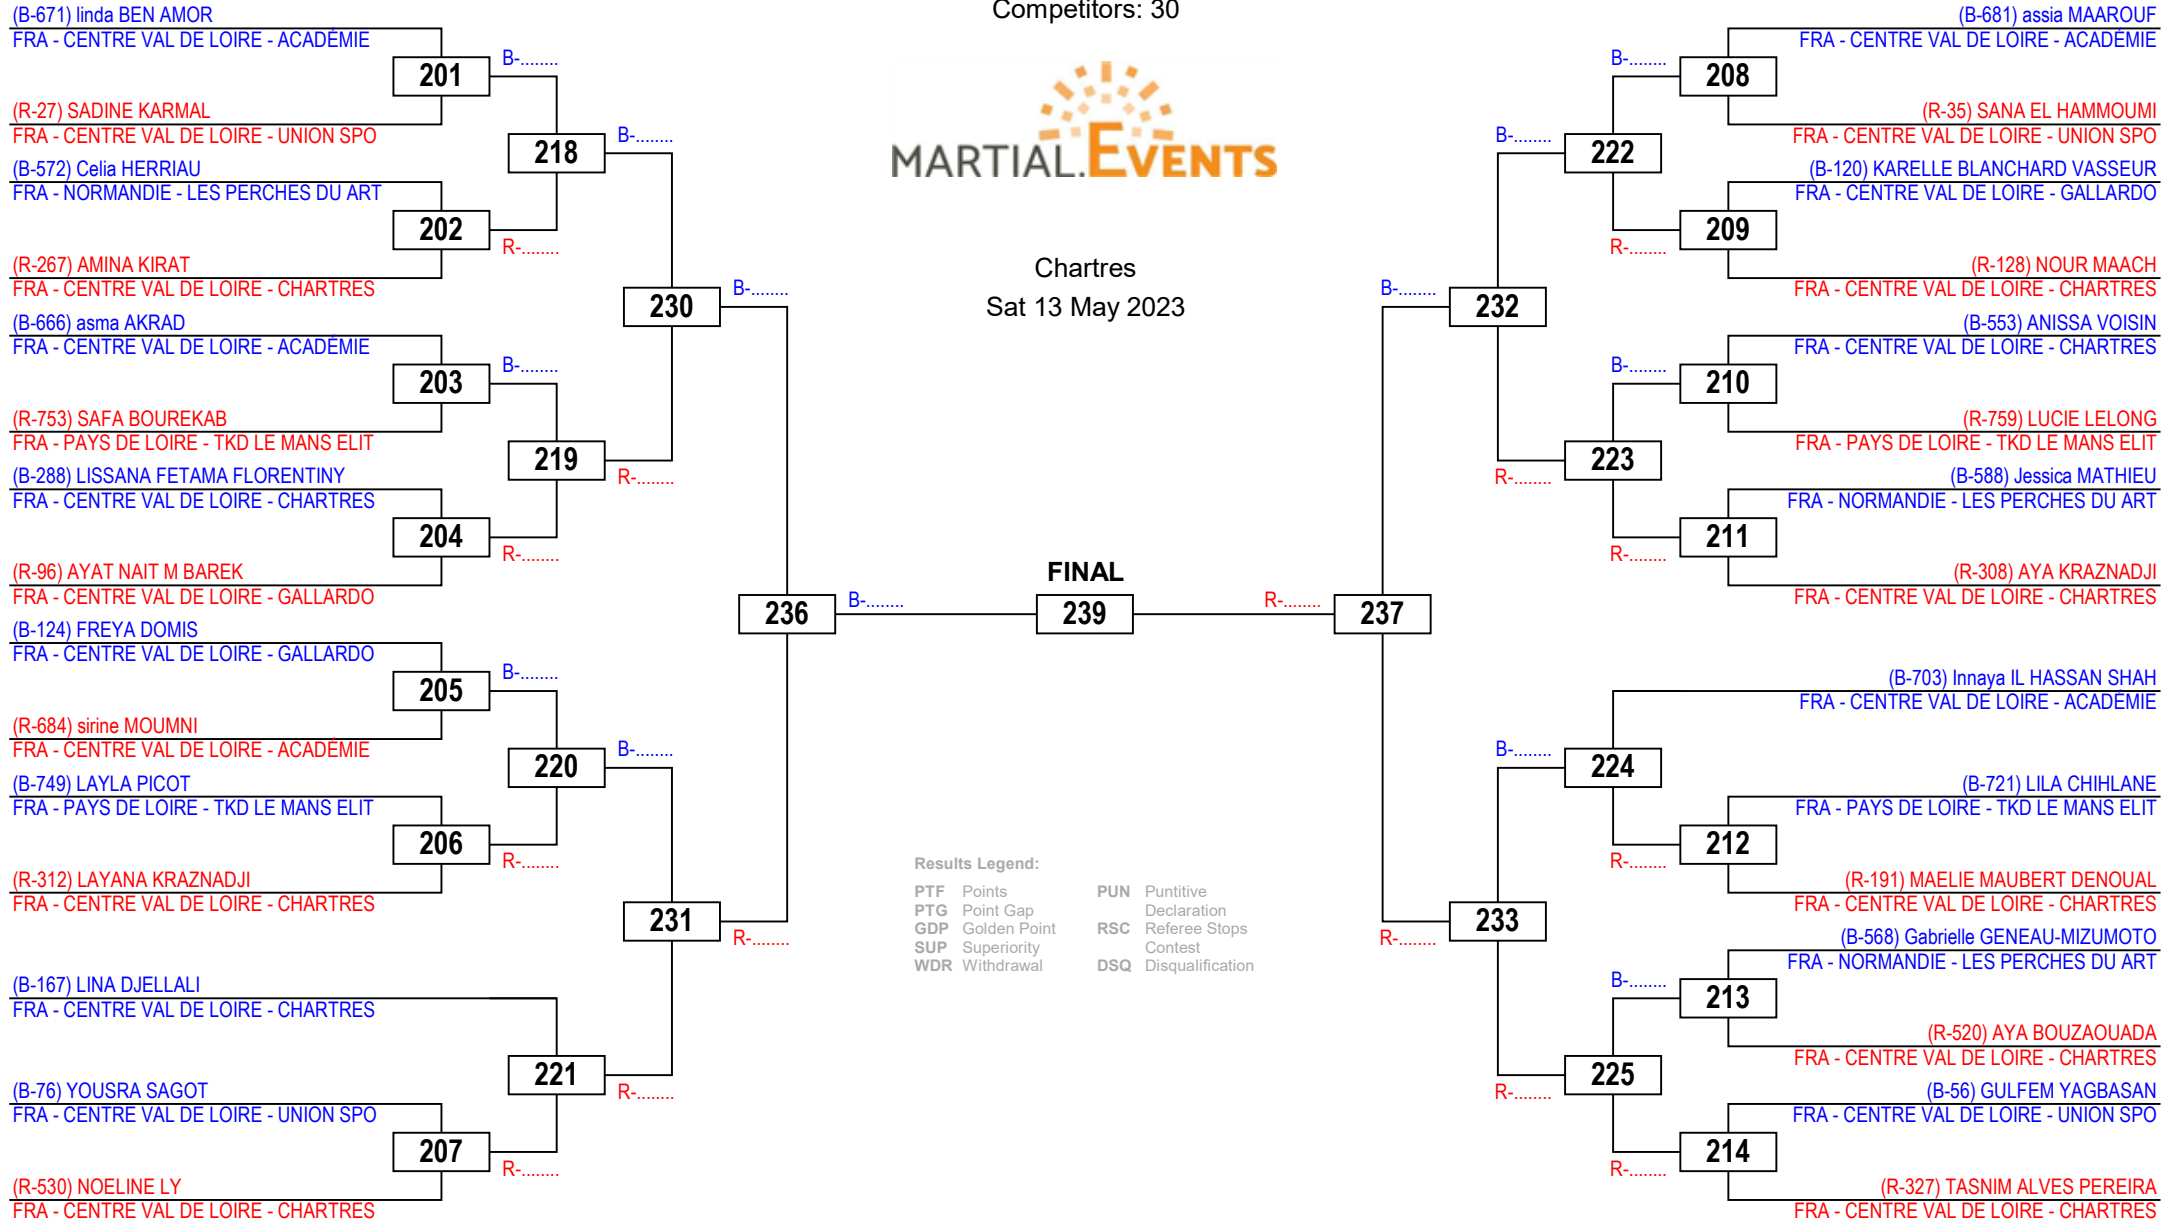 Competitors: 30
MARTIAL.EVENTS
Chartres
Sat 13 May 2023
(B-671) linda BEN AMOR
FRA - CENTRE VAL DE LOIRE - ACADÉMIE
201
(R-27) SADINE KARMAL
FRA - CENTRE VAL DE LOIRE - UNION SPO
(B-572) Celia HERRIAU
FRA - NORMANDIE - LES PERCHES DU ART
202
(R-267) AMINA KIRAT
FRA - CENTRE VAL DE LOIRE - CHARTRES
(B-666) asma AKRAD
FRA - CENTRE VAL DE LOIRE - ACADÉMIE
203
(R-753) SAFA BOUREKAB
FRA - PAYS DE LOIRE - TKD LE MANS ELIT
(B-288) LISSANA FETAMA FLORENTINY
FRA - CENTRE VAL DE LOIRE - CHARTRES
204
(R-96) AYAT NAIT M BAREK
FRA - CENTRE VAL DE LOIRE - GALLARDO
(B-124) FREYA DOMIS
FRA - CENTRE VAL DE LOIRE - GALLARDO
205
(R-684) sirine MOUMNI
FRA - CENTRE VAL DE LOIRE - ACADÉMIE
(B-749) LAYLA PICOT
FRA - PAYS DE LOIRE - TKD LE MANS ELIT
206
(R-312) LAYANA KRAZNADJI
FRA - CENTRE VAL DE LOIRE - CHARTRES
(B-167) LINA DJELLALI
FRA - CENTRE VAL DE LOIRE - CHARTRES
(B-76) YOUSRA SAGOT
FRA - CENTRE VAL DE LOIRE - UNION SPO
207
(R-530) NOELINE LY
FRA - CENTRE VAL DE LOIRE - CHARTRES
B-........
218
R-........
B-........
219
R-........
B-........
220
R-........
221
R-........
B-........
230
R-........
B-........
231
R-........
B-........
236
R-........
B-........
FINAL
239
R-........
B-........
237
R-........
B-........
232
R-........
B-........
233
R-........
B-........
222
R-........
B-........
223
R-........
224
R-........
B-........
225
R-........
(B-681) assia MAAROUF
FRA - CENTRE VAL DE LOIRE - ACADÉMIE
208
(R-35) SANA EL HAMMOUMI
FRA - CENTRE VAL DE LOIRE - UNION SPO
(B-120) KARELLE BLANCHARD VASSEUR
FRA - CENTRE VAL DE LOIRE - GALLARDO
209
(R-128) NOUR MAACH
FRA - CENTRE VAL DE LOIRE - CHARTRES
(B-553) ANISSA VOISIN
FRA - CENTRE VAL DE LOIRE - CHARTRES
210
(R-759) LUCIE LELONG
FRA - PAYS DE LOIRE - TKD LE MANS ELIT
(B-588) Jessica MATHIEU
FRA - NORMANDIE - LES PERCHES DU ART
211
(R-308) AYA KRAZNADJI
FRA - CENTRE VAL DE LOIRE - CHARTRES
(B-703) Innaya IL HASSAN SHAH
FRA - CENTRE VAL DE LOIRE - ACADÉMIE
(B-721) LILA CHIHLANE
FRA - PAYS DE LOIRE - TKD LE MANS ELIT
212
(R-191) MAELIE MAUBERT DENOUAL
FRA - CENTRE VAL DE LOIRE - CHARTRES
(B-568) Gabrielle GENEAU-MIZUMOTO
FRA - NORMANDIE - LES PERCHES DU ART
213
(R-520) AYA BOUZAOUADA
FRA - CENTRE VAL DE LOIRE - CHARTRES
(B-56) GULFEM YAGBASAN
FRA - CENTRE VAL DE LOIRE - UNION SPO
214
(R-327) TASNIM ALVES PEREIRA
FRA - CENTRE VAL DE LOIRE - CHARTRES
Results Legend:
PTF Points
PTG Point Gap
GDP Golden Point
SUP Superiority
WDR Withdrawal
PUN Puntitive
Declaration
RSC Referee Stops
Contest
DSQ Disqualification